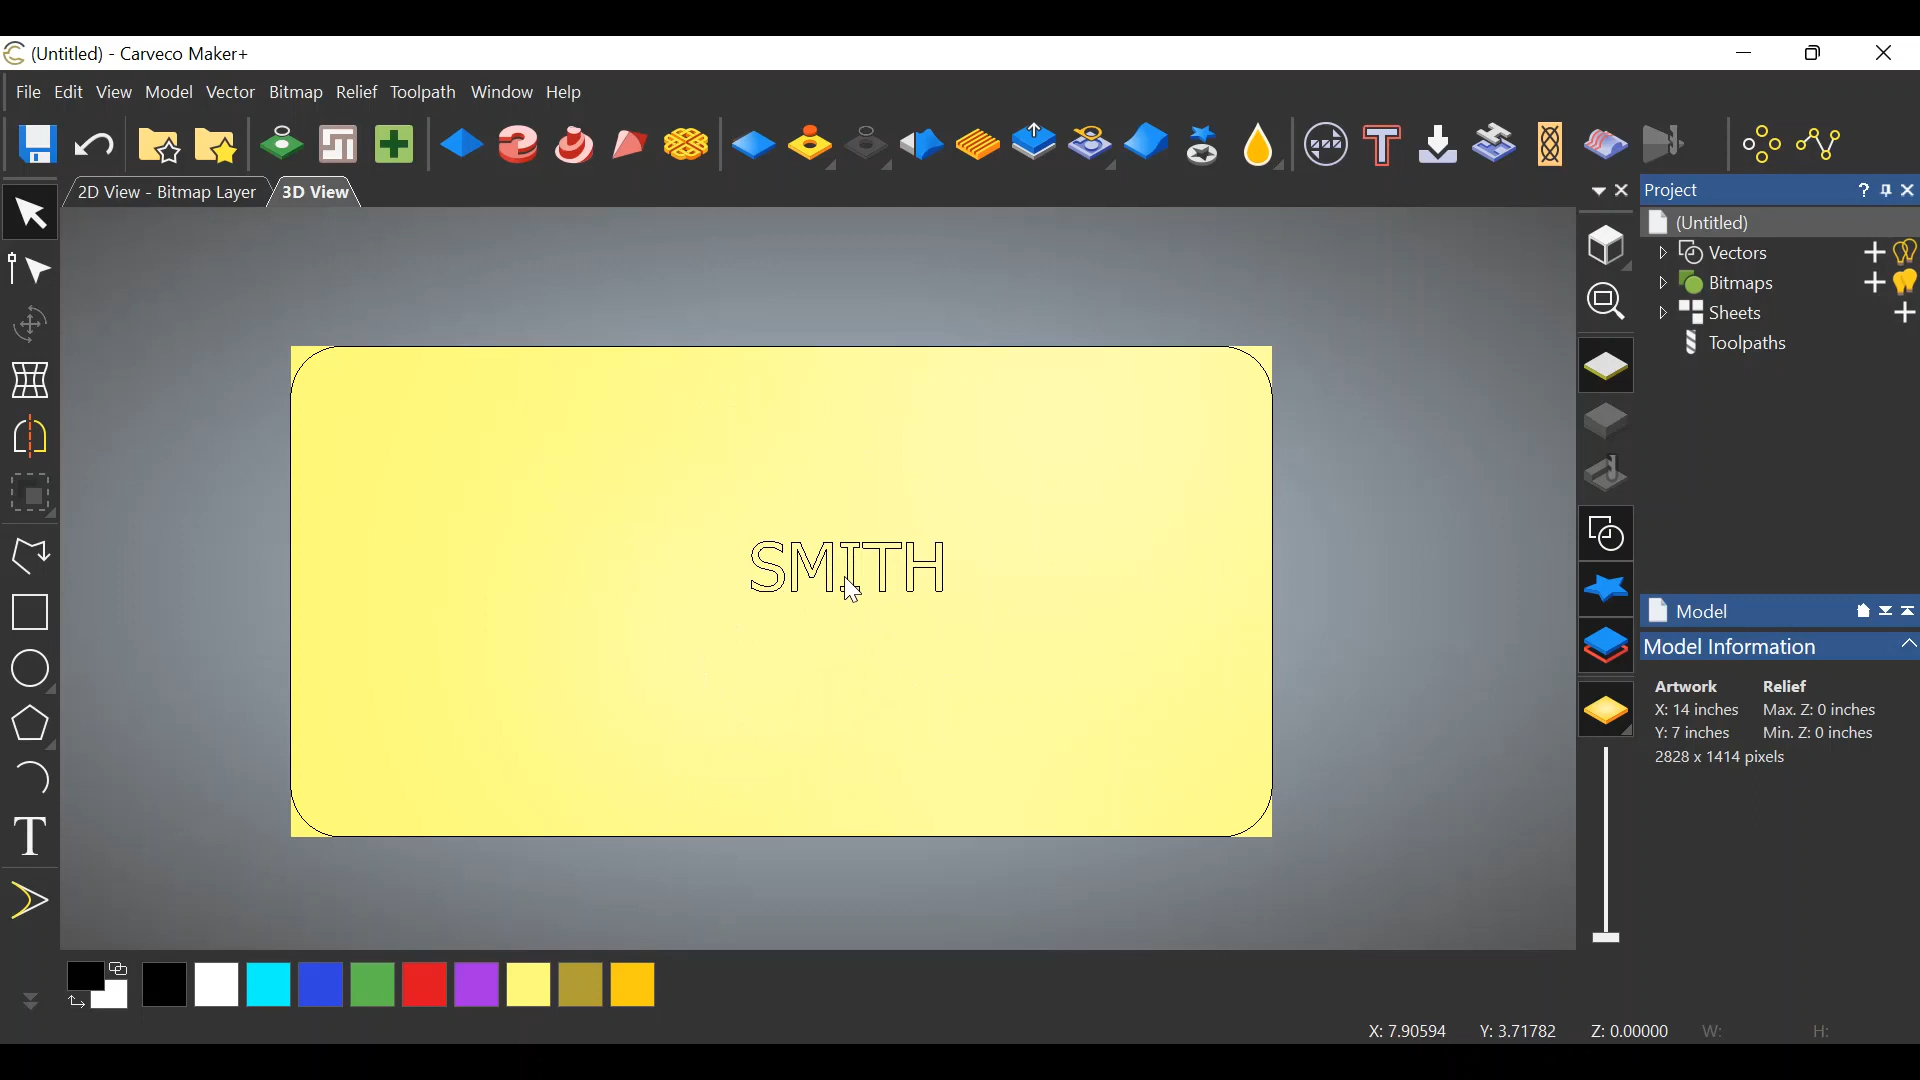 (Untitled) - Carveco Maker+
File Edit View Model Vector Bitmap Relief Toolpath Window Help
2D View - Bitmap Layer 3D View
Project ?
(Untitled)
Vectors
Bitmaps
Sheets
Toolpaths
SMITH
Model
Model Information
Artwork Relief
X: 14 inches Max. Z: 0 inches
Y: 7 inches Min. Z: 0 inches
2828 x 1414 pixels
T
X: 7.90594 Y: 3.71782 Z: 0.00000 W: H: